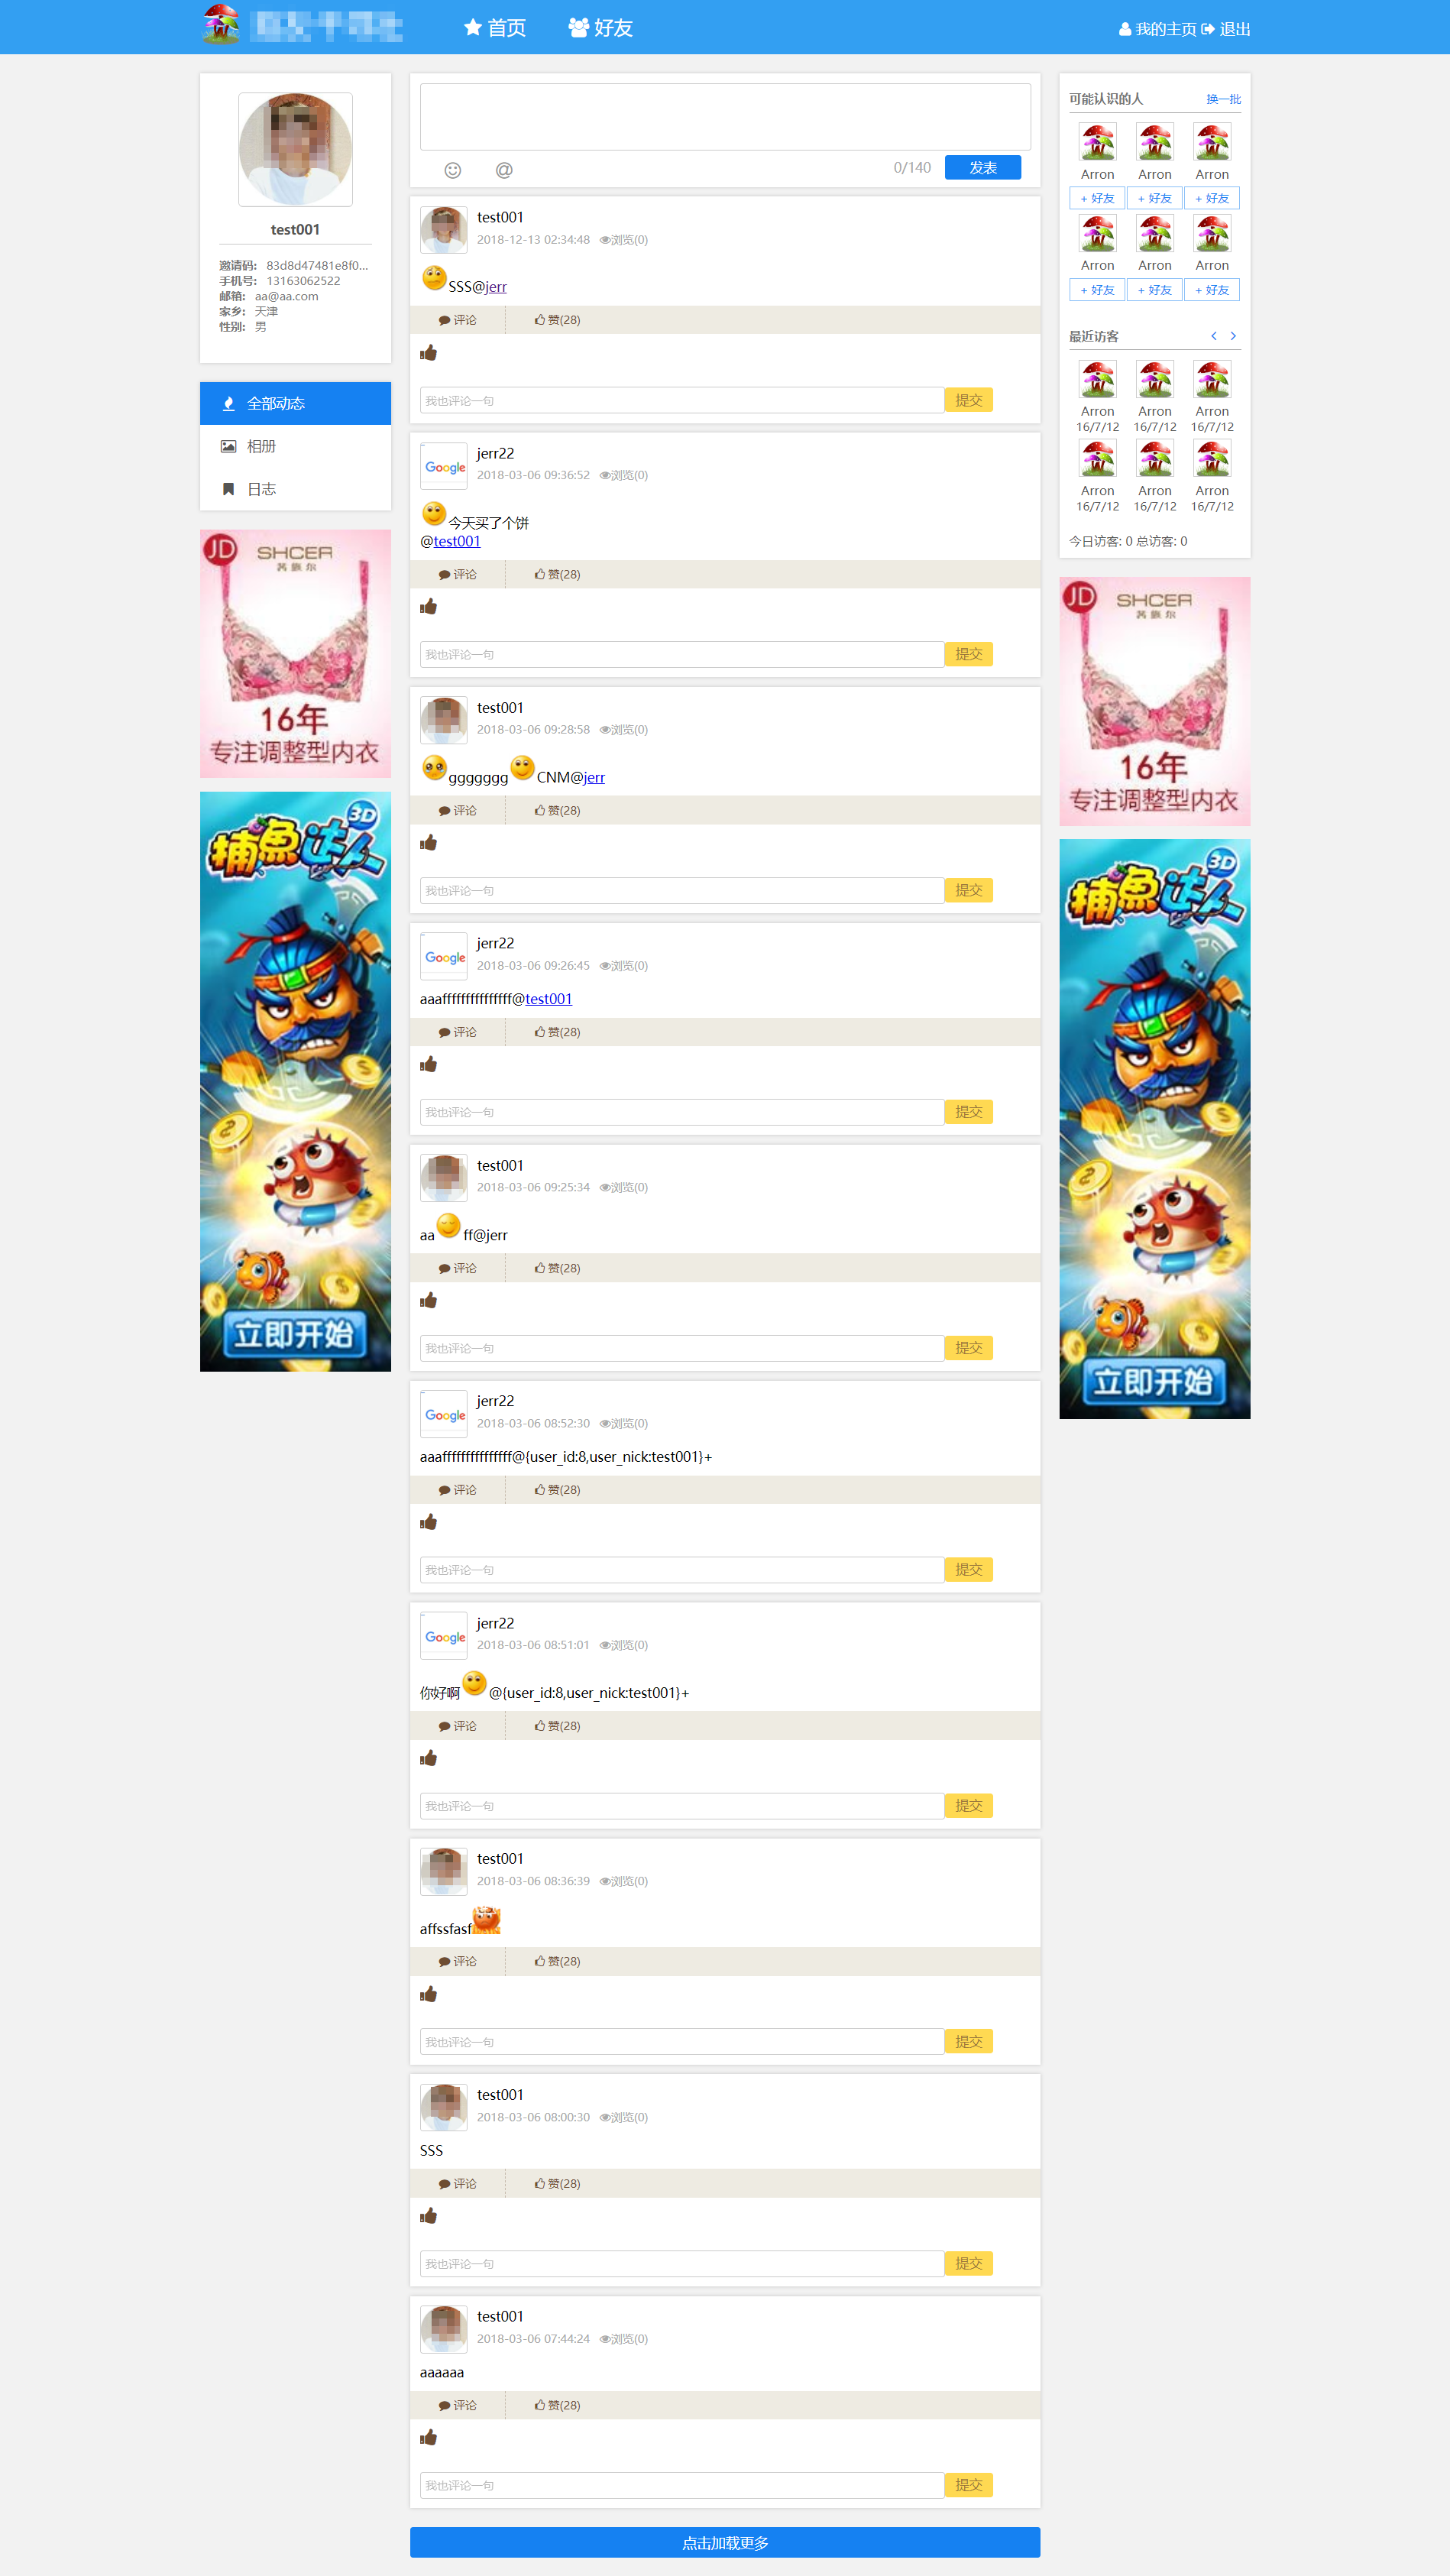 首页
好友
我的主页 退出
test001
邀请码: 83d8d47481e8f0...
手机号: 13163062522
邮箱: aa@aa.com
家乡: 天津
性别: 男
全部动态
相册
日志
JD SHCER
茜施尔
16年
专注调整型内衣
3D
捕魚达人
立即开始
@
0/140
发表
test001
2018-12-13 02:34:48 浏览(0)
SSS@jerr
评论 赞(28)
我也评论一句
提交
Google
jerr22
2018-03-06 09:36:52 浏览(0)
今天买了个饼
@test001
评论 赞(28)
我也评论一句
提交
test001
2018-03-06 09:28:58 浏览(0)
ggggggg CNM@jerr
评论 赞(28)
我也评论一句
提交
Google
jerr22
2018-03-06 09:26:45 浏览(0)
aaafffffffffffffff@test001
评论 赞(28)
我也评论一句
提交
test001
2018-03-06 09:25:34 浏览(0)
aa ff@jerr
评论 赞(28)
我也评论一句
提交
Google
jerr22
2018-03-06 08:52:30 浏览(0)
aaafffffffffffffff@{user_id:8,user_nick:test001}+
评论 赞(28)
我也评论一句
提交
Google
jerr22
2018-03-06 08:51:01 浏览(0)
你好啊 @{user_id:8,user_nick:test001}+
评论 赞(28)
我也评论一句
提交
test001
2018-03-06 08:36:39 浏览(0)
affssfasf
评论 赞(28)
我也评论一句
提交
test001
2018-03-06 08:00:30 浏览(0)
SSS
评论 赞(28)
我也评论一句
提交
test001
2018-03-06 07:44:24 浏览(0)
aaaaaa
评论 赞(28)
我也评论一句
提交
点击加载更多
可能认识的人 换一批
Arron Arron Arron
+ 好友 + 好友 + 好友
Arron Arron Arron
+ 好友 + 好友 + 好友
最近访客
Arron Arron Arron
16/7/12 16/7/12 16/7/12
Arron Arron Arron
16/7/12 16/7/12 16/7/12
今日访客: 0 总访客: 0
JD SHCER
茜施尔
16年
专注调整型内衣
3D
捕魚达人
立即开始